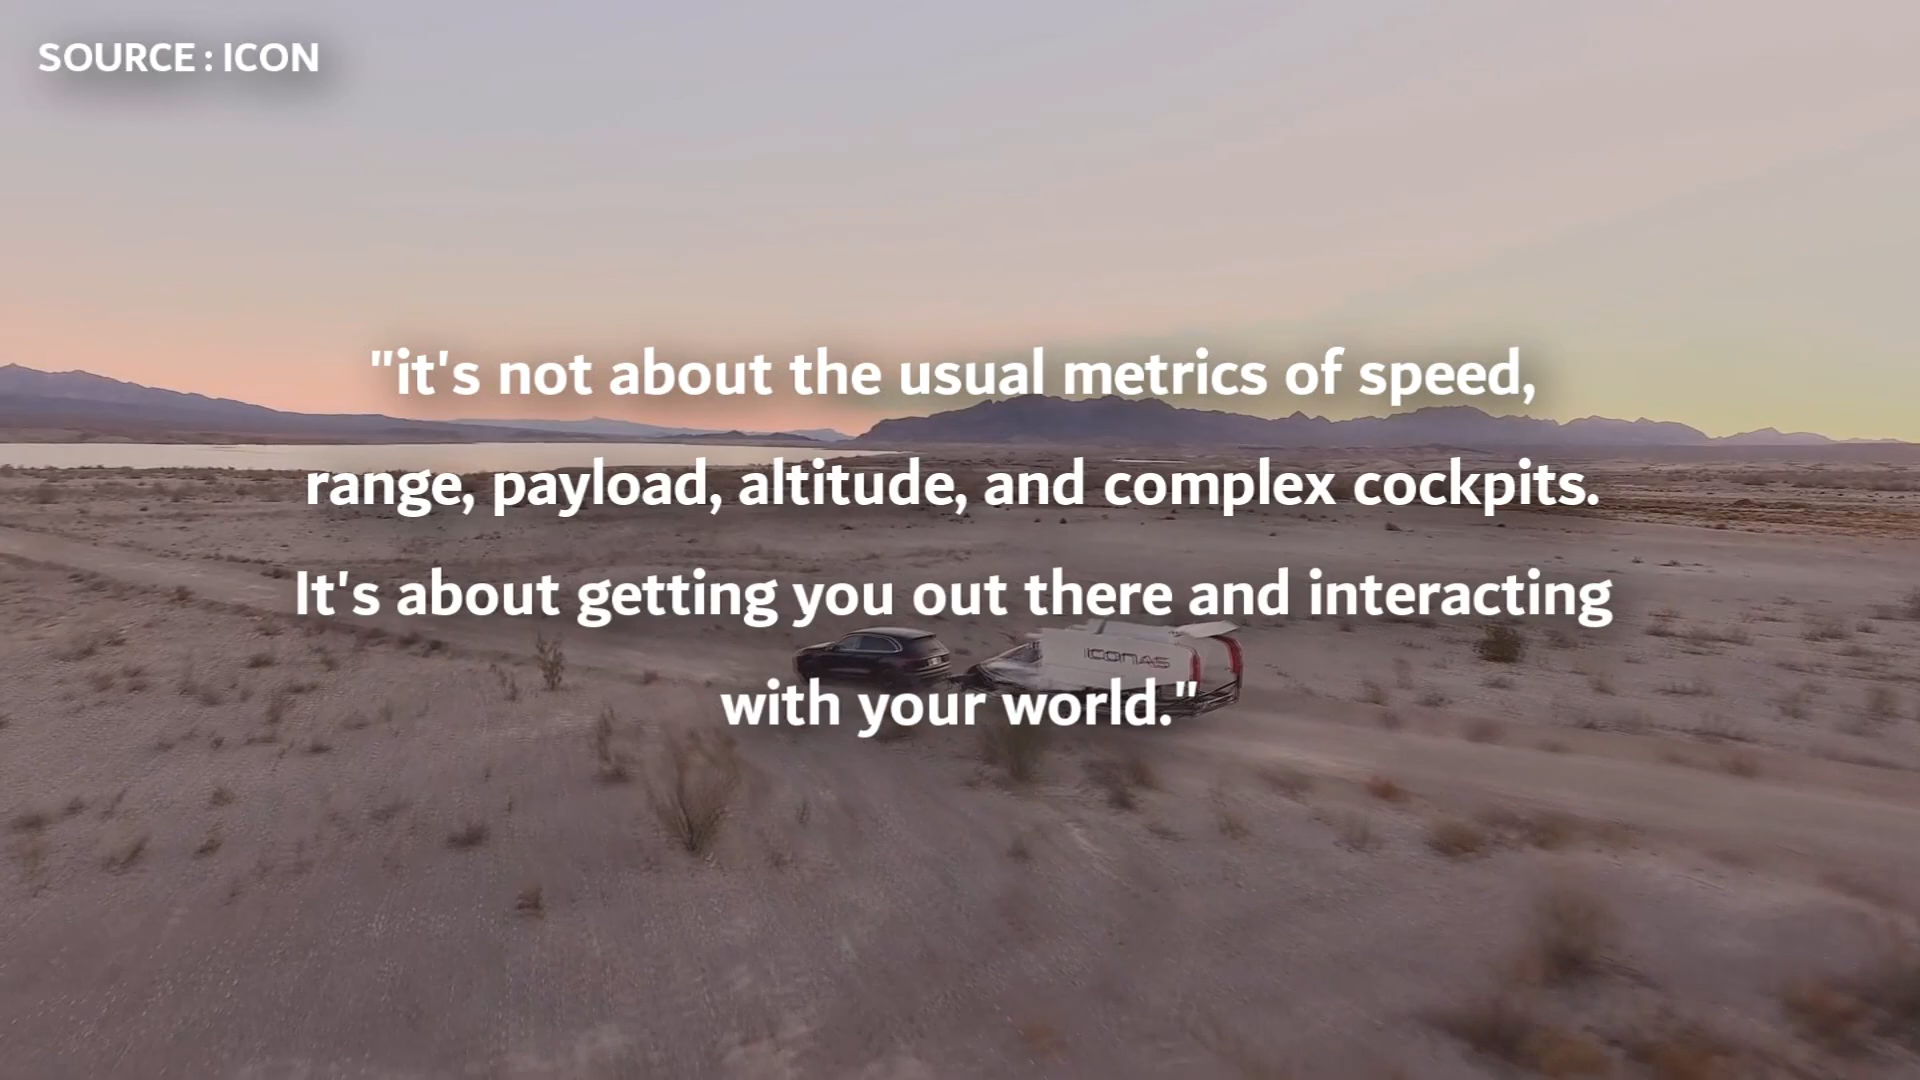 SOURCE : ICON
"it's not about the usual metrics of speed,
range, payload, altitude, and complex cockpits.
It's about getting you out there and interacting
with your world."
ICON A5